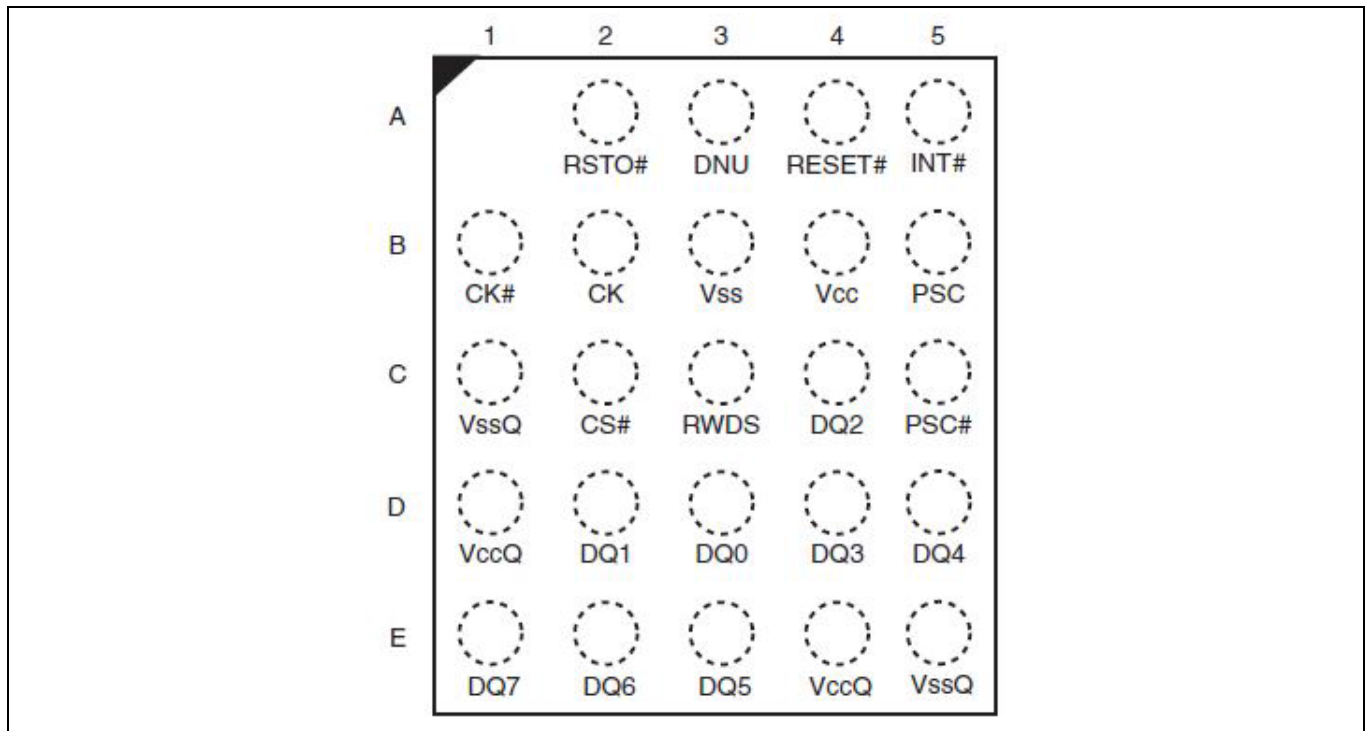 1 2 3 4 5
A
RSTO# DNU RESET# INT#
B
CK# CK Vss Vcc PSC
C
VssQ CS# RWDS DQ2 PSC#
D
VccQ DQ1 DQ0 DQ3 DQ4
E
DQ7 DQ6 DQ5 VccQ VssQ